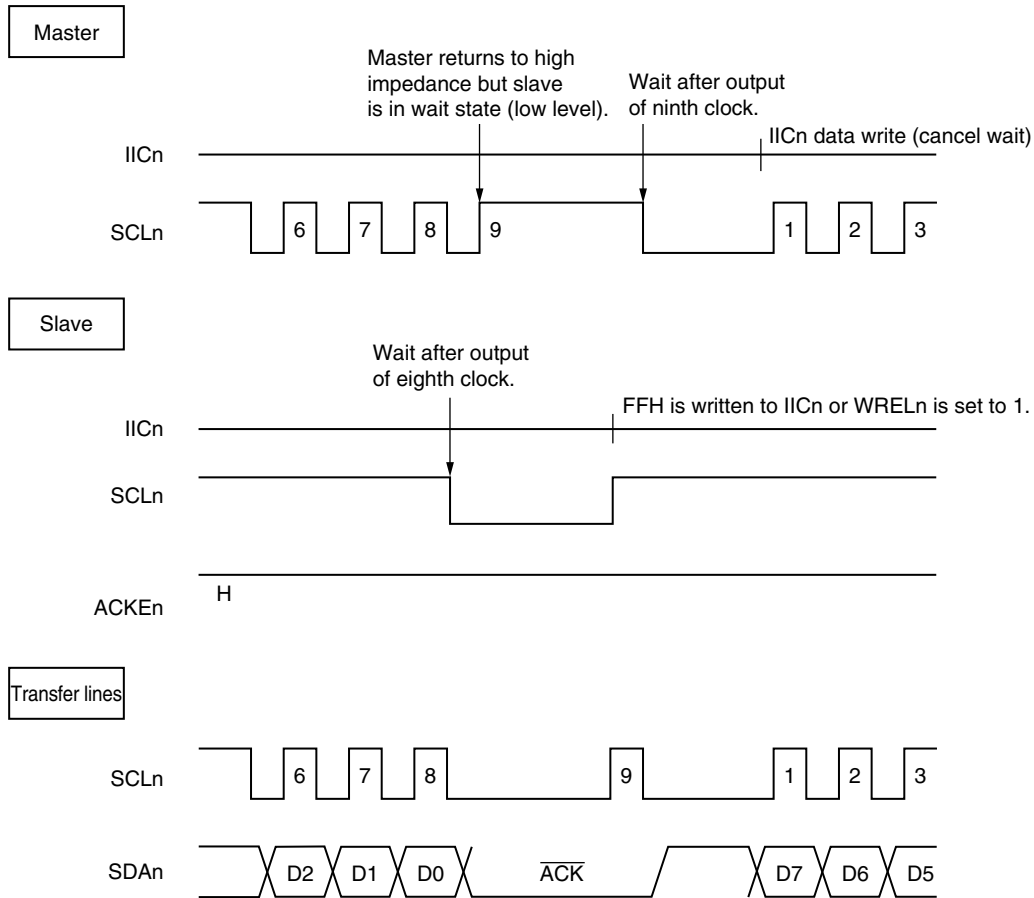 Master
Master returns to high
impedance but slave
is in wait state (low level).
Wait after output
of ninth clock.
IICn data write (cancel wait)
IICn
SCLn
6 7 8 9 1 2 3
Slave
Wait after output
of eighth clock.
FFH is written to IICn or WRELn is set to 1.
IICn
SCLn
H
ACKEn
Transfer lines
SCLn
6 7 8 9 1 2 3
SDAn
D2 D1 D0 ACK D7 D6 D5